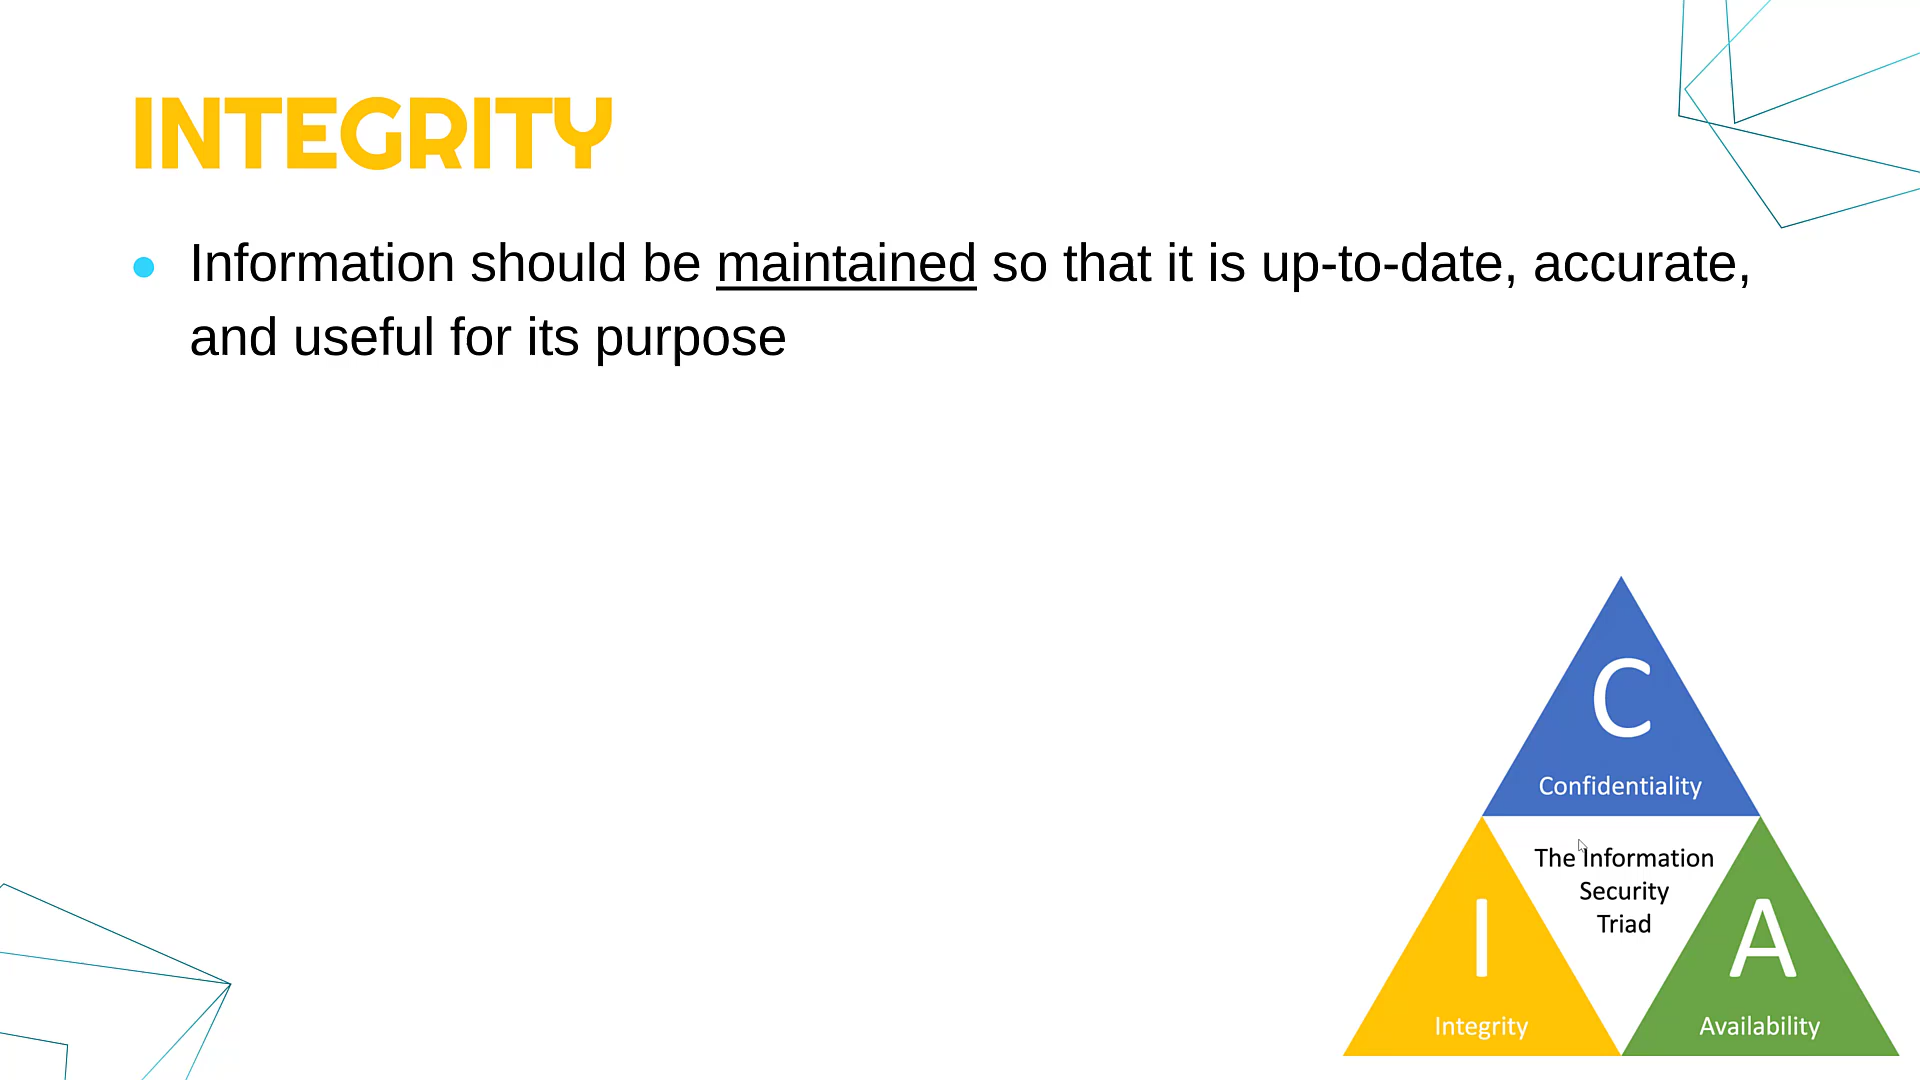 INTEGRITY
● Information should be maintained so that it is up-to-date, accurate,
and useful for its purpose
C
Confidentiality
The Information
Security
Triad
I
Integrity
A
Availability